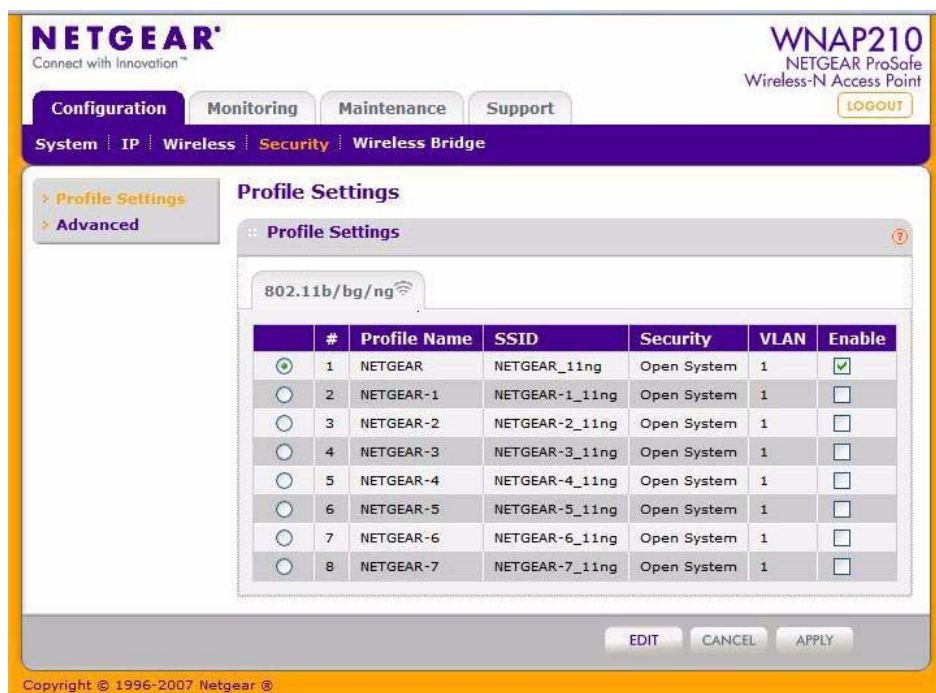 NETGEAR®
Connect with Innovation™
WNAP210
NETGEAR ProSafe
Wireless-N Access Point
LOGOUT
Configuration Monitoring Maintenance Support
System IP Wireless Security Wireless Bridge
> Profile Settings
> Advanced
Profile Settings
Profile Settings ?
802.11b/bg/ng
# Profile Name SSID Security VLAN Enable
1 NETGEAR NETGEAR_11ng Open System 1
2 NETGEAR-1 NETGEAR-1_11ng Open System 1
3 NETGEAR-2 NETGEAR-2_11ng Open System 1
4 NETGEAR-3 NETGEAR-3_11ng Open System 1
5 NETGEAR-4 NETGEAR-4_11ng Open System 1
6 NETGEAR-5 NETGEAR-5_11ng Open System 1
7 NETGEAR-6 NETGEAR-6_11ng Open System 1
8 NETGEAR-7 NETGEAR-7_11ng Open System 1
EDIT CANCEL APPLY
Copyright © 1996-2007 Netgear ®